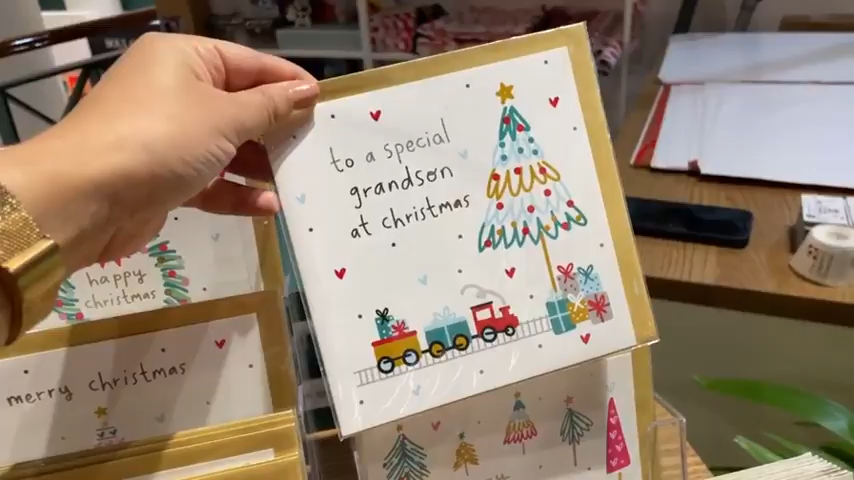 to a special
grandson
at christmas
happy
christmas
merry christmas